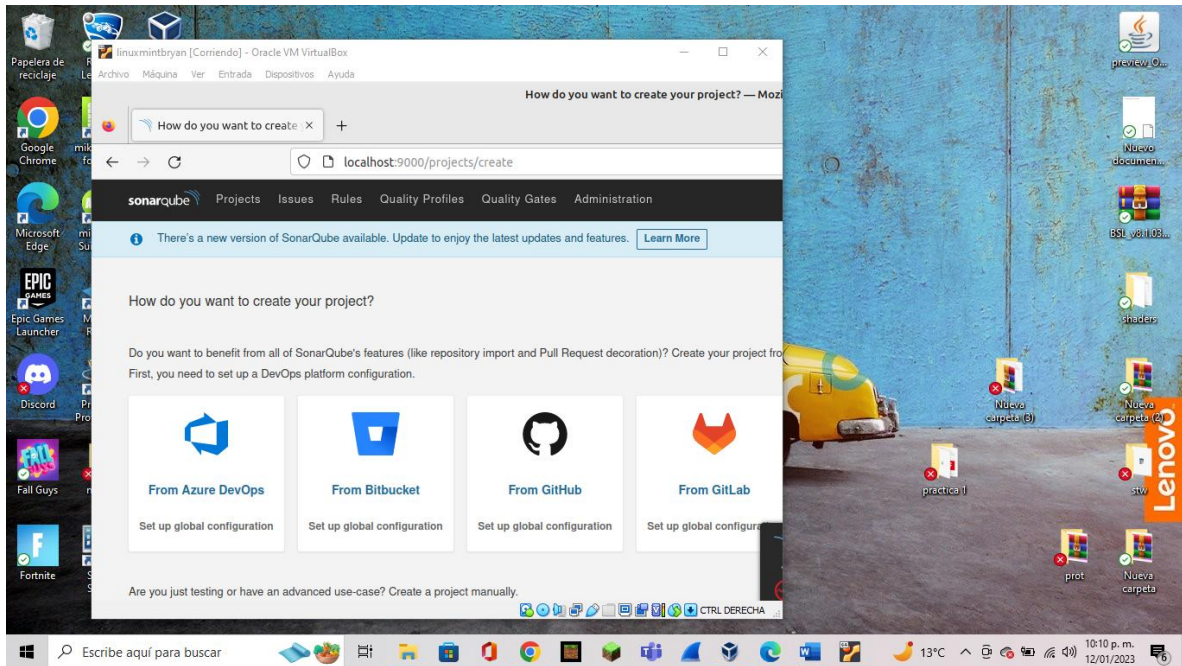 Papelera de
reciclaje
Google
Chrome
Microsoft
Edge
EPIC
GAMES
Epic Games
Launcher
Discord
Fall Guys
Fortnite
linuxmintbryan [Corriendo] - Oracle VM VirtualBox
Archivo Máquina Ver Entrada Dispositivos Ayuda
How do you want to create your project? — Mozi
How do you want to create
localhost:9000/projects/create
sonarqube Projects Issues Rules Quality Profiles Quality Gates Administration
There's a new version of SonarQube available. Update to enjoy the latest updates and features. Learn More
How do you want to create your project?
Do you want to benefit from all of SonarQube's features (like repository import and Pull Request decoration)? Create your project fro
First, you need to set up a DevOps platform configuration.
From Azure DevOps From Bitbucket From GitHub From GitLab
Set up global configuration Set up global configuration Set up global configuration Set up global configura
Are you just testing or have an advanced use-case? Create a project manually.
CTRL DERECHA
preview_O...
Nuevo
documen...
BSL_v8.1.03...
shaders
Nueva
carpeta (3)
Nueva
carpeta (2)
Lenovo
practica 1
stw
prot
Nueva
carpeta
Escribe aquí para buscar
13°C
10:10 p. m.
12/01/2023
6